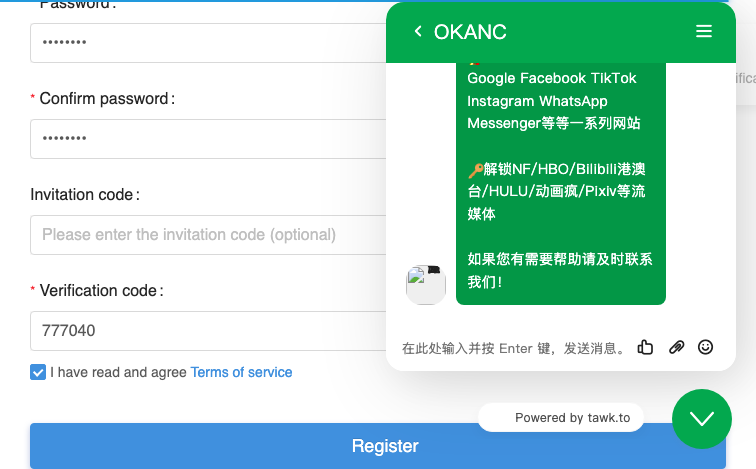 Password :
••••••••
* Confirm password :
••••••••
Invitation code :
Please enter the invitation code (optional)
* Verification code :
777040
I have read and agree Terms of service
Register
OKANC
Google Facebook TikTok
Instagram WhatsApp
Messenger等等一系列网站
🔑解锁NF/HBO/Bilibili港澳
台/HULU/动画疯/Pixiv等流
媒体
如果您有需要帮助请及时联系
我们！
在此处输入并按 Enter 键，发送消息。
Powered by tawk.to